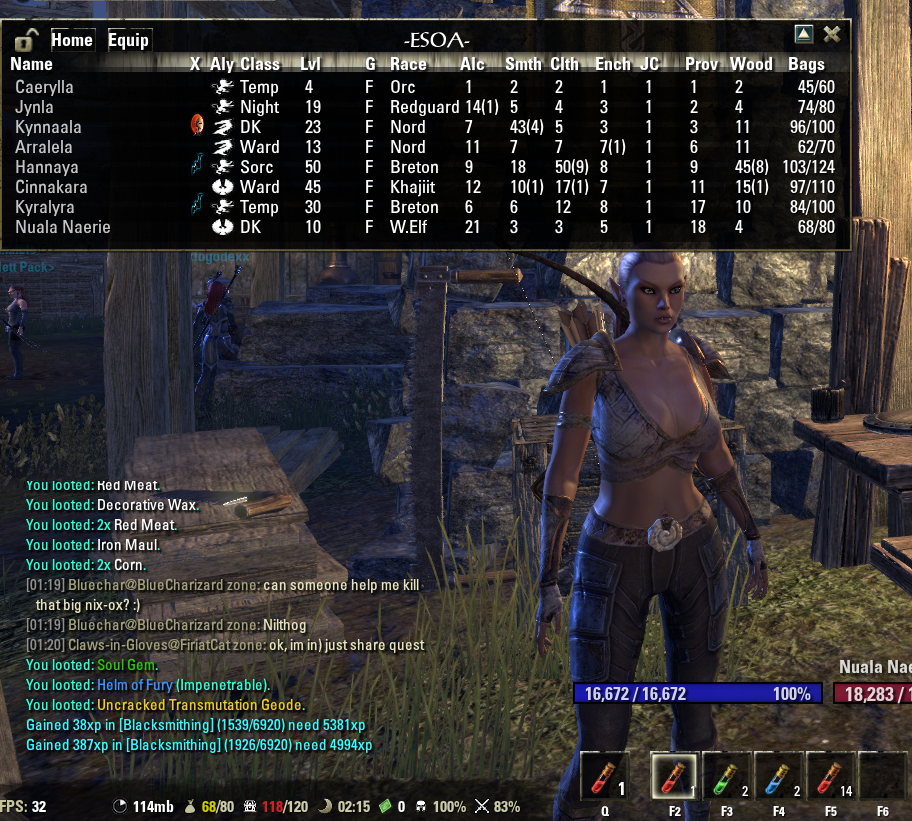 Home Equip -ESOA-
Name X Aly Class Lvl G Race Alc Smth Clth Ench JC Prov Wood Bags
Caerylla Temp 4 F Orc 1 2 2 1 1 1 2 45/60
Jynla Night 19 F Redguard 14(1) 5 4 3 1 2 4 74/80
Kynnaala DK 23 F Nord 7 43(4) 5 3 1 3 11 96/100
Arralela Ward 13 F Nord 11 7 7 7(1) 1 6 11 62/70
Hannaya Sorc 50 F Breton 9 18 50(9) 8 1 9 45(8) 103/124
Cinnakara Ward 45 F Khajiit 12 10(1) 17(1) 7 1 11 15(1) 97/110
Kyralyra Temp 30 F Breton 6 6 12 8 1 17 10 84/100
Nuala Naerie DK 10 F W.Elf 21 3 3 5 1 18 4 68/80
Pack>
You looted: Red Meat.
You looted: Decorative Wax.
You looted: 2x Red Meat.
You looted: Iron Maul.
You looted: 2x Corn.
[01:19] Bluechar@BlueCharizard zone: can someone help me kill
that big nix-ox? :)
[01:19] Bluechar@BlueCharizard zone: Nilthog
[01:20] Claws-in-Gloves@FiriatCat zone: ok, im in) just share quest
You looted: Soul Gem.
You looted: Helm of Fury (Impenetrable).
You looted: Uncracked Transmutation Geode.
Gained 38xp in [Blacksmithing] (1539/6920) need 5381xp
Gained 387xp in [Blacksmithing] (1926/6920) need 4994xp
Nuala Nae
16,672 / 16,672 100% 18,283 / 1
1 1 2 2 14
Q F2 F3 F4 F5 F6
FPS: 32 114mb 68/80 118/120 02:15 0 100% 83%